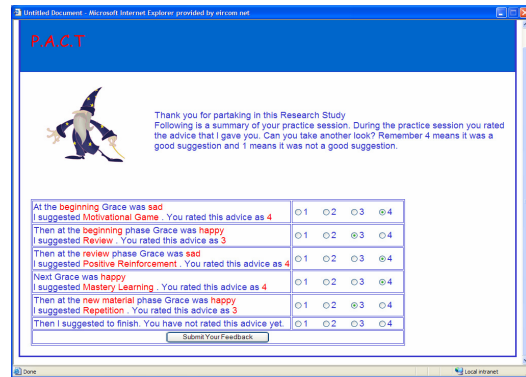 Untitled Document - Microsoft Internet Explorer provided by eircom net
P.A.C.T
Thank you for partaking in this Research Study
Following is a summary of your practice session. During the practice session you rated
the advice that I gave you. Can you take another look? Remember 4 means it was a
good suggestion and 1 means it was not a good suggestion.
At the beginning Grace was sad
I suggested Motivational Game . You rated this advice as 4
1 2 3 4
Then at the beginning phase Grace was happy
I suggested Review . You rated this advice as 3
1 2 3 4
Then at the review phase Grace was sad
I suggested Positive Reinforcement . You rated this advice as 4
1 2 3 4
Next Grace was happy
I suggested Mastery Learning . You rated this advice as 4
1 2 3 4
Then at the new material phase Grace was happy
I suggested Repetition . You rated this advice as 3
1 2 3 4
Then I suggested to finish. You have not rated this advice yet. 1 2 3 4
Submit Your Feedback
Done Local intranet